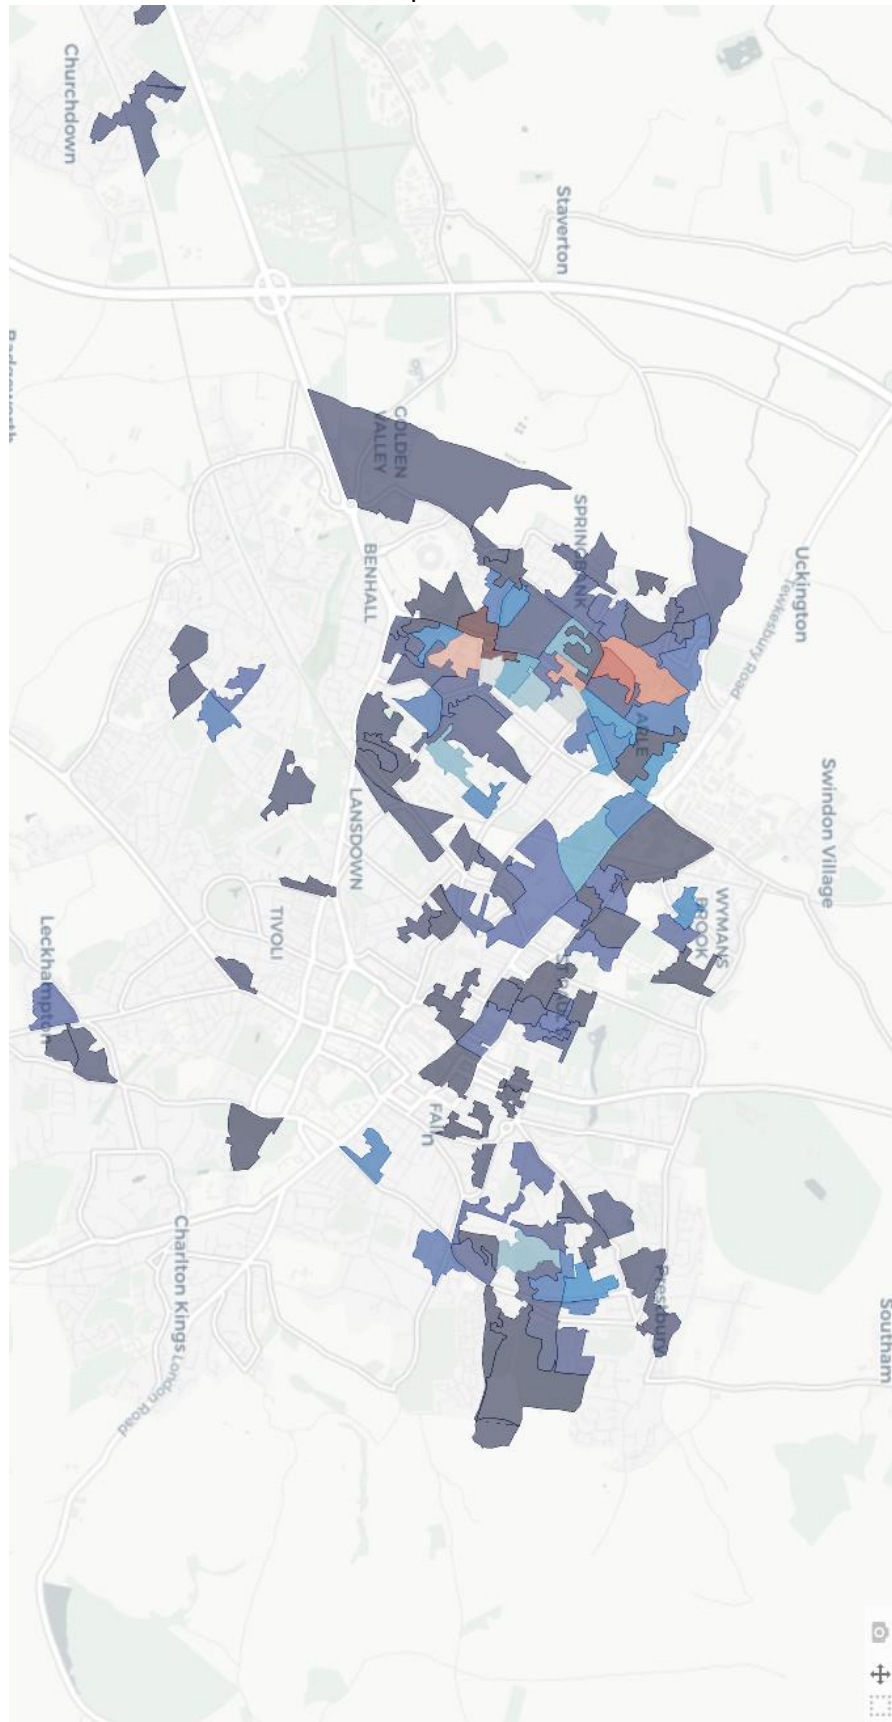 Churchdown
Staverton
GOLDEN
VALLEY
SPRINGBANK
BENHALL
Uckington
Tewkesbury Road
ARLE
Swindon Village
LANSDOWN
WYMANS
BROOK
TIVOLI
Leckhampton
Prestbury
Charlton Kings
London Road
Southam